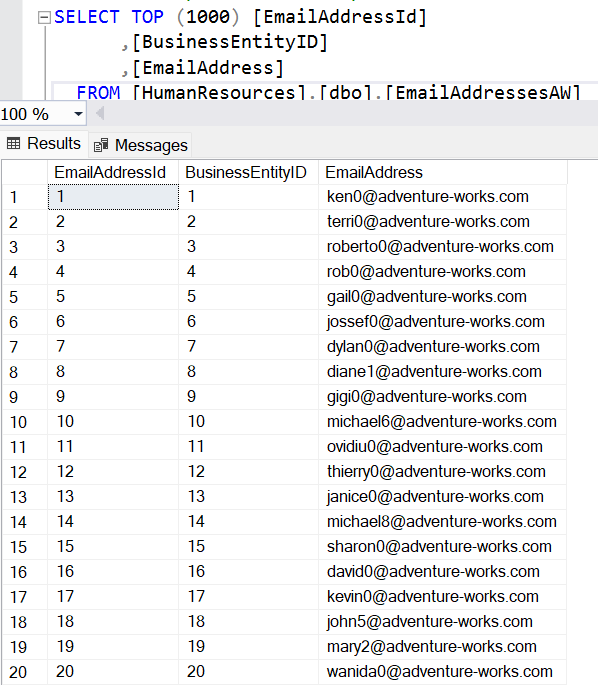 SELECT TOP (1000) [EmailAddressId]
,[BusinessEntityID]
,[EmailAddress]
FROM [HumanResources].[dbo].[EmailAddressesAW]
100 %
Results Messages
EmailAddressId BusinessEntityID EmailAddress
1 1 1 ken0@adventure-works.com
2 2 2 terri0@adventure-works.com
3 3 3 roberto0@adventure-works.com
4 4 4 rob0@adventure-works.com
5 5 5 gail0@adventure-works.com
6 6 6 jossef0@adventure-works.com
7 7 7 dylan0@adventure-works.com
8 8 8 diane1@adventure-works.com
9 9 9 gigi0@adventure-works.com
10 10 10 michael6@adventure-works.com
11 11 11 ovidiu0@adventure-works.com
12 12 12 thierry0@adventure-works.com
13 13 13 janice0@adventure-works.com
14 14 14 michael8@adventure-works.com
15 15 15 sharon0@adventure-works.com
16 16 16 david0@adventure-works.com
17 17 17 kevin0@adventure-works.com
18 18 18 john5@adventure-works.com
19 19 19 mary2@adventure-works.com
20 20 20 wanida0@adventure-works.com